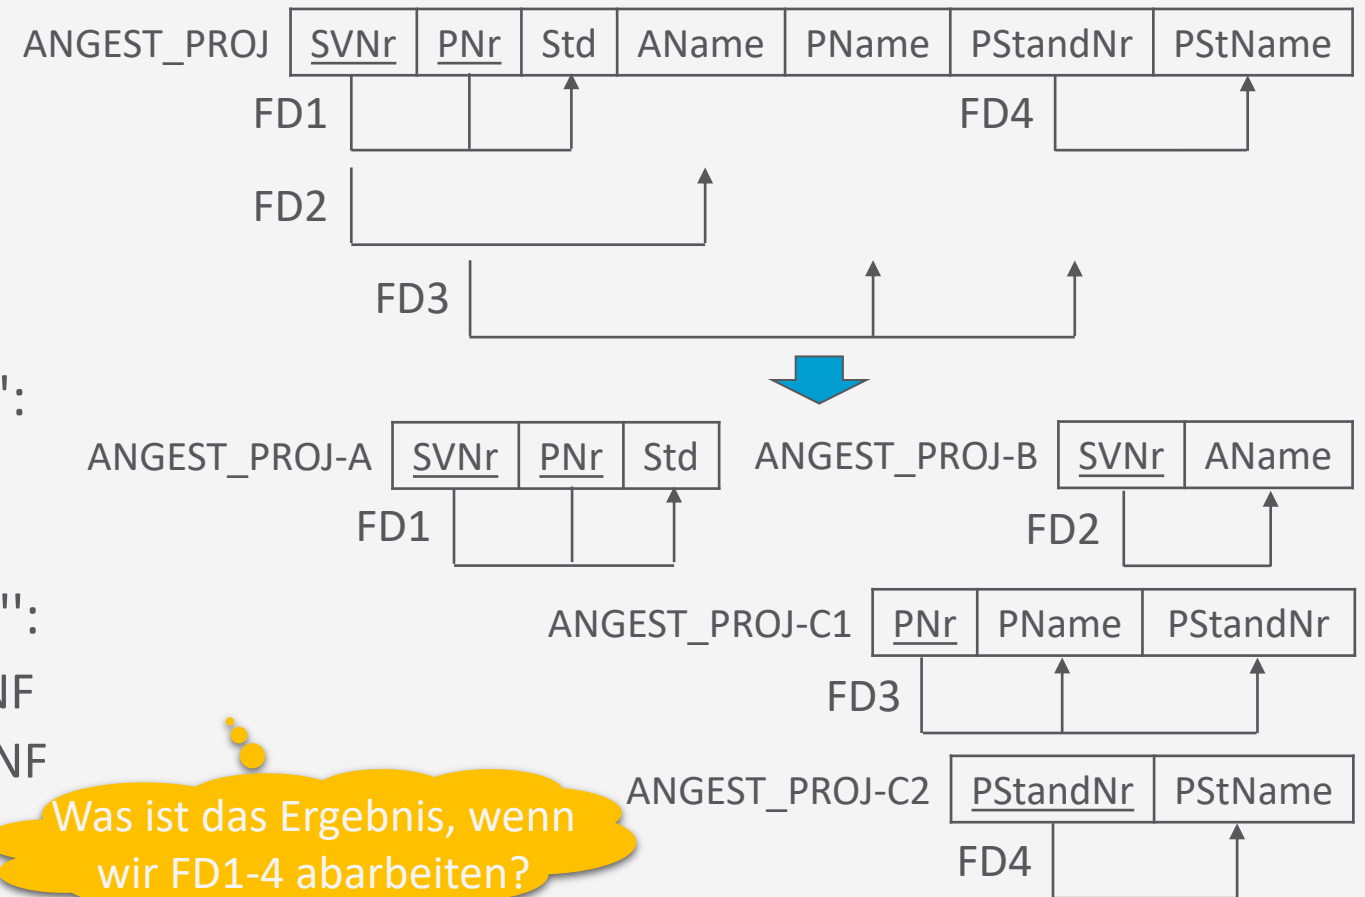 ANGEST_PROJ SVNr PNr Std AName PName PStandNr PStName
FD1 FD4
FD2
FD3
":
ANGEST_PROJ-A SVNr PNr Std ANGEST_PROJ-B SVNr AName
FD1 FD2
":
ANGEST_PROJ-C1 PNr PName PStandNr
FD3
NF
NF
ANGEST_PROJ-C2 PStandNr PStName
FD4
Was ist das Ergebnis, wenn
wir FD1-4 abarbeiten?